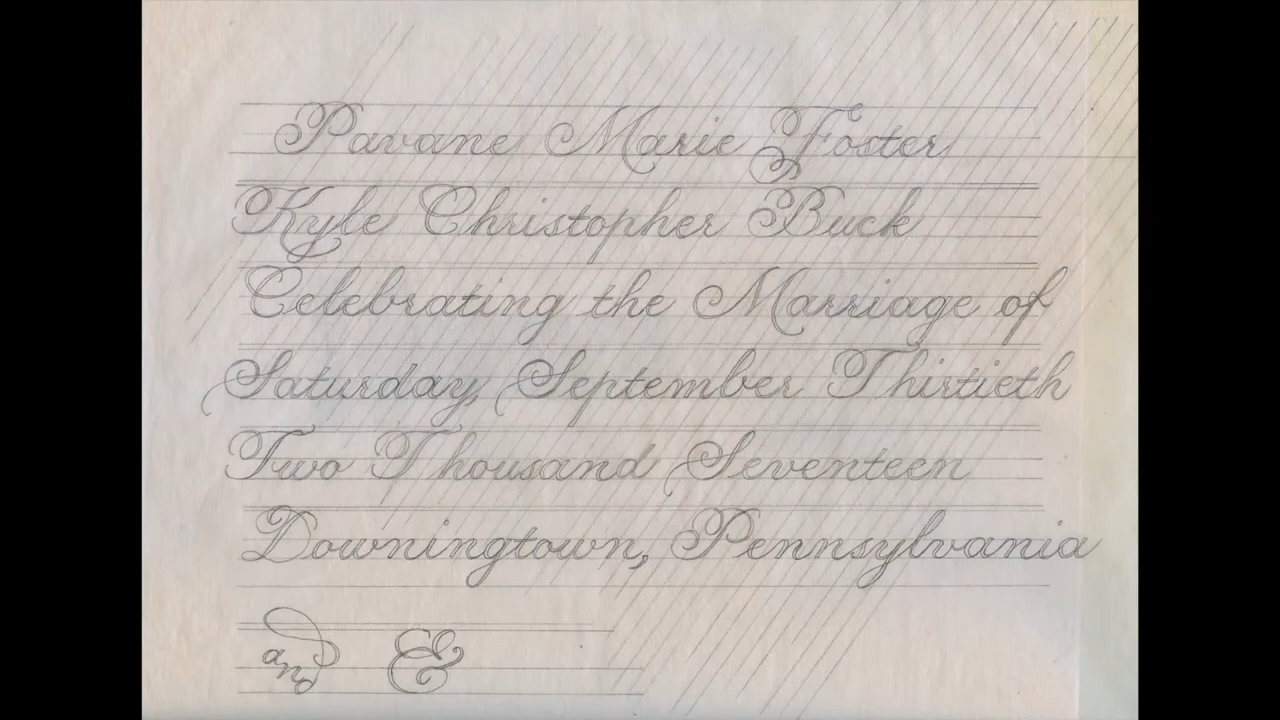 Pavane Marie Foster
Kyle Christopher Buck
Celebrating the Marriage of
Saturday, September Thirtieth
Two Thousand Seventeen
Downingtown, Pennsylvania
and &